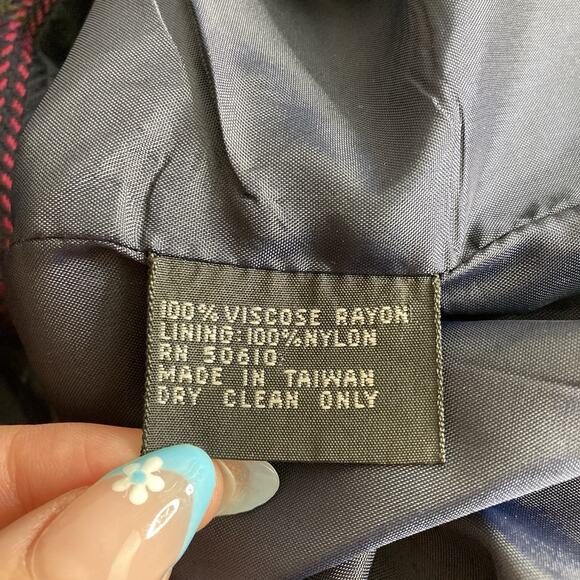 100% VISCOSE RAYON
LINING-100% NYLON
RN 50610
MADE IN TAIWAN
DRY CLEAN ONLY